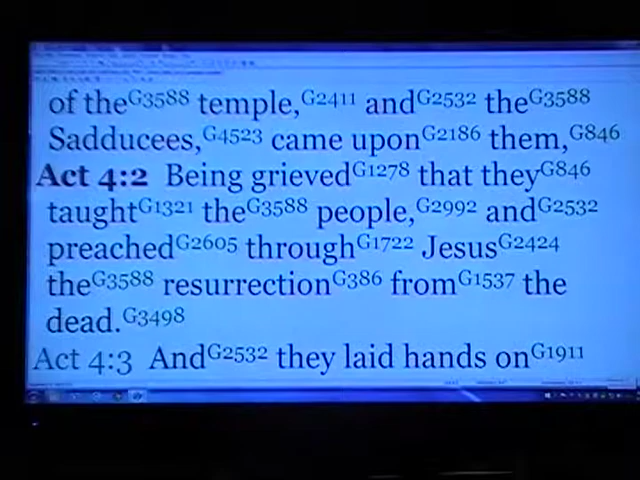 of theG3588 temple,G2411 andG2532 theG3588
Sadducees,G4523 came uponG2186 them,G846
Act 4:2 Being grievedG1278 that theyG846
taughtG1321 theG3588 people,G2992 andG2532
preachedG2605 throughG1722 JesusG2424
theG3588 resurrectionG386 fromG1537 the
dead.G3498
Act 4:3 AndG2532 they laid hands onG1911